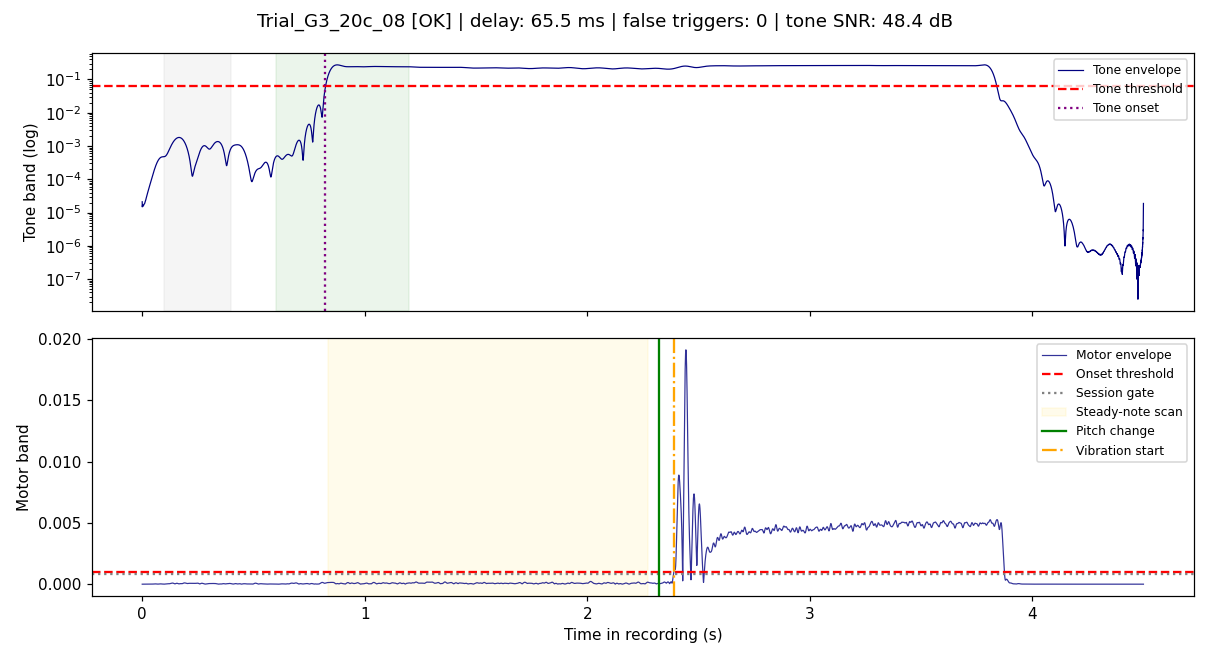 Trial_G3_20c_08 [OK] | delay: 65.5 ms | false triggers: 0 | tone SNR: 48.4 dB
Tone band (log)
10⁻¹
10⁻²
10⁻³
10⁻⁴
10⁻⁵
10⁻⁶
10⁻⁷
Tone envelope
Tone threshold
Tone onset
Motor band
0.020
0.015
0.010
0.005
0.000
Motor envelope
Onset threshold
Session gate
Steady-note scan
Pitch change
Vibration start
0 1 2 3 4
Time in recording (s)